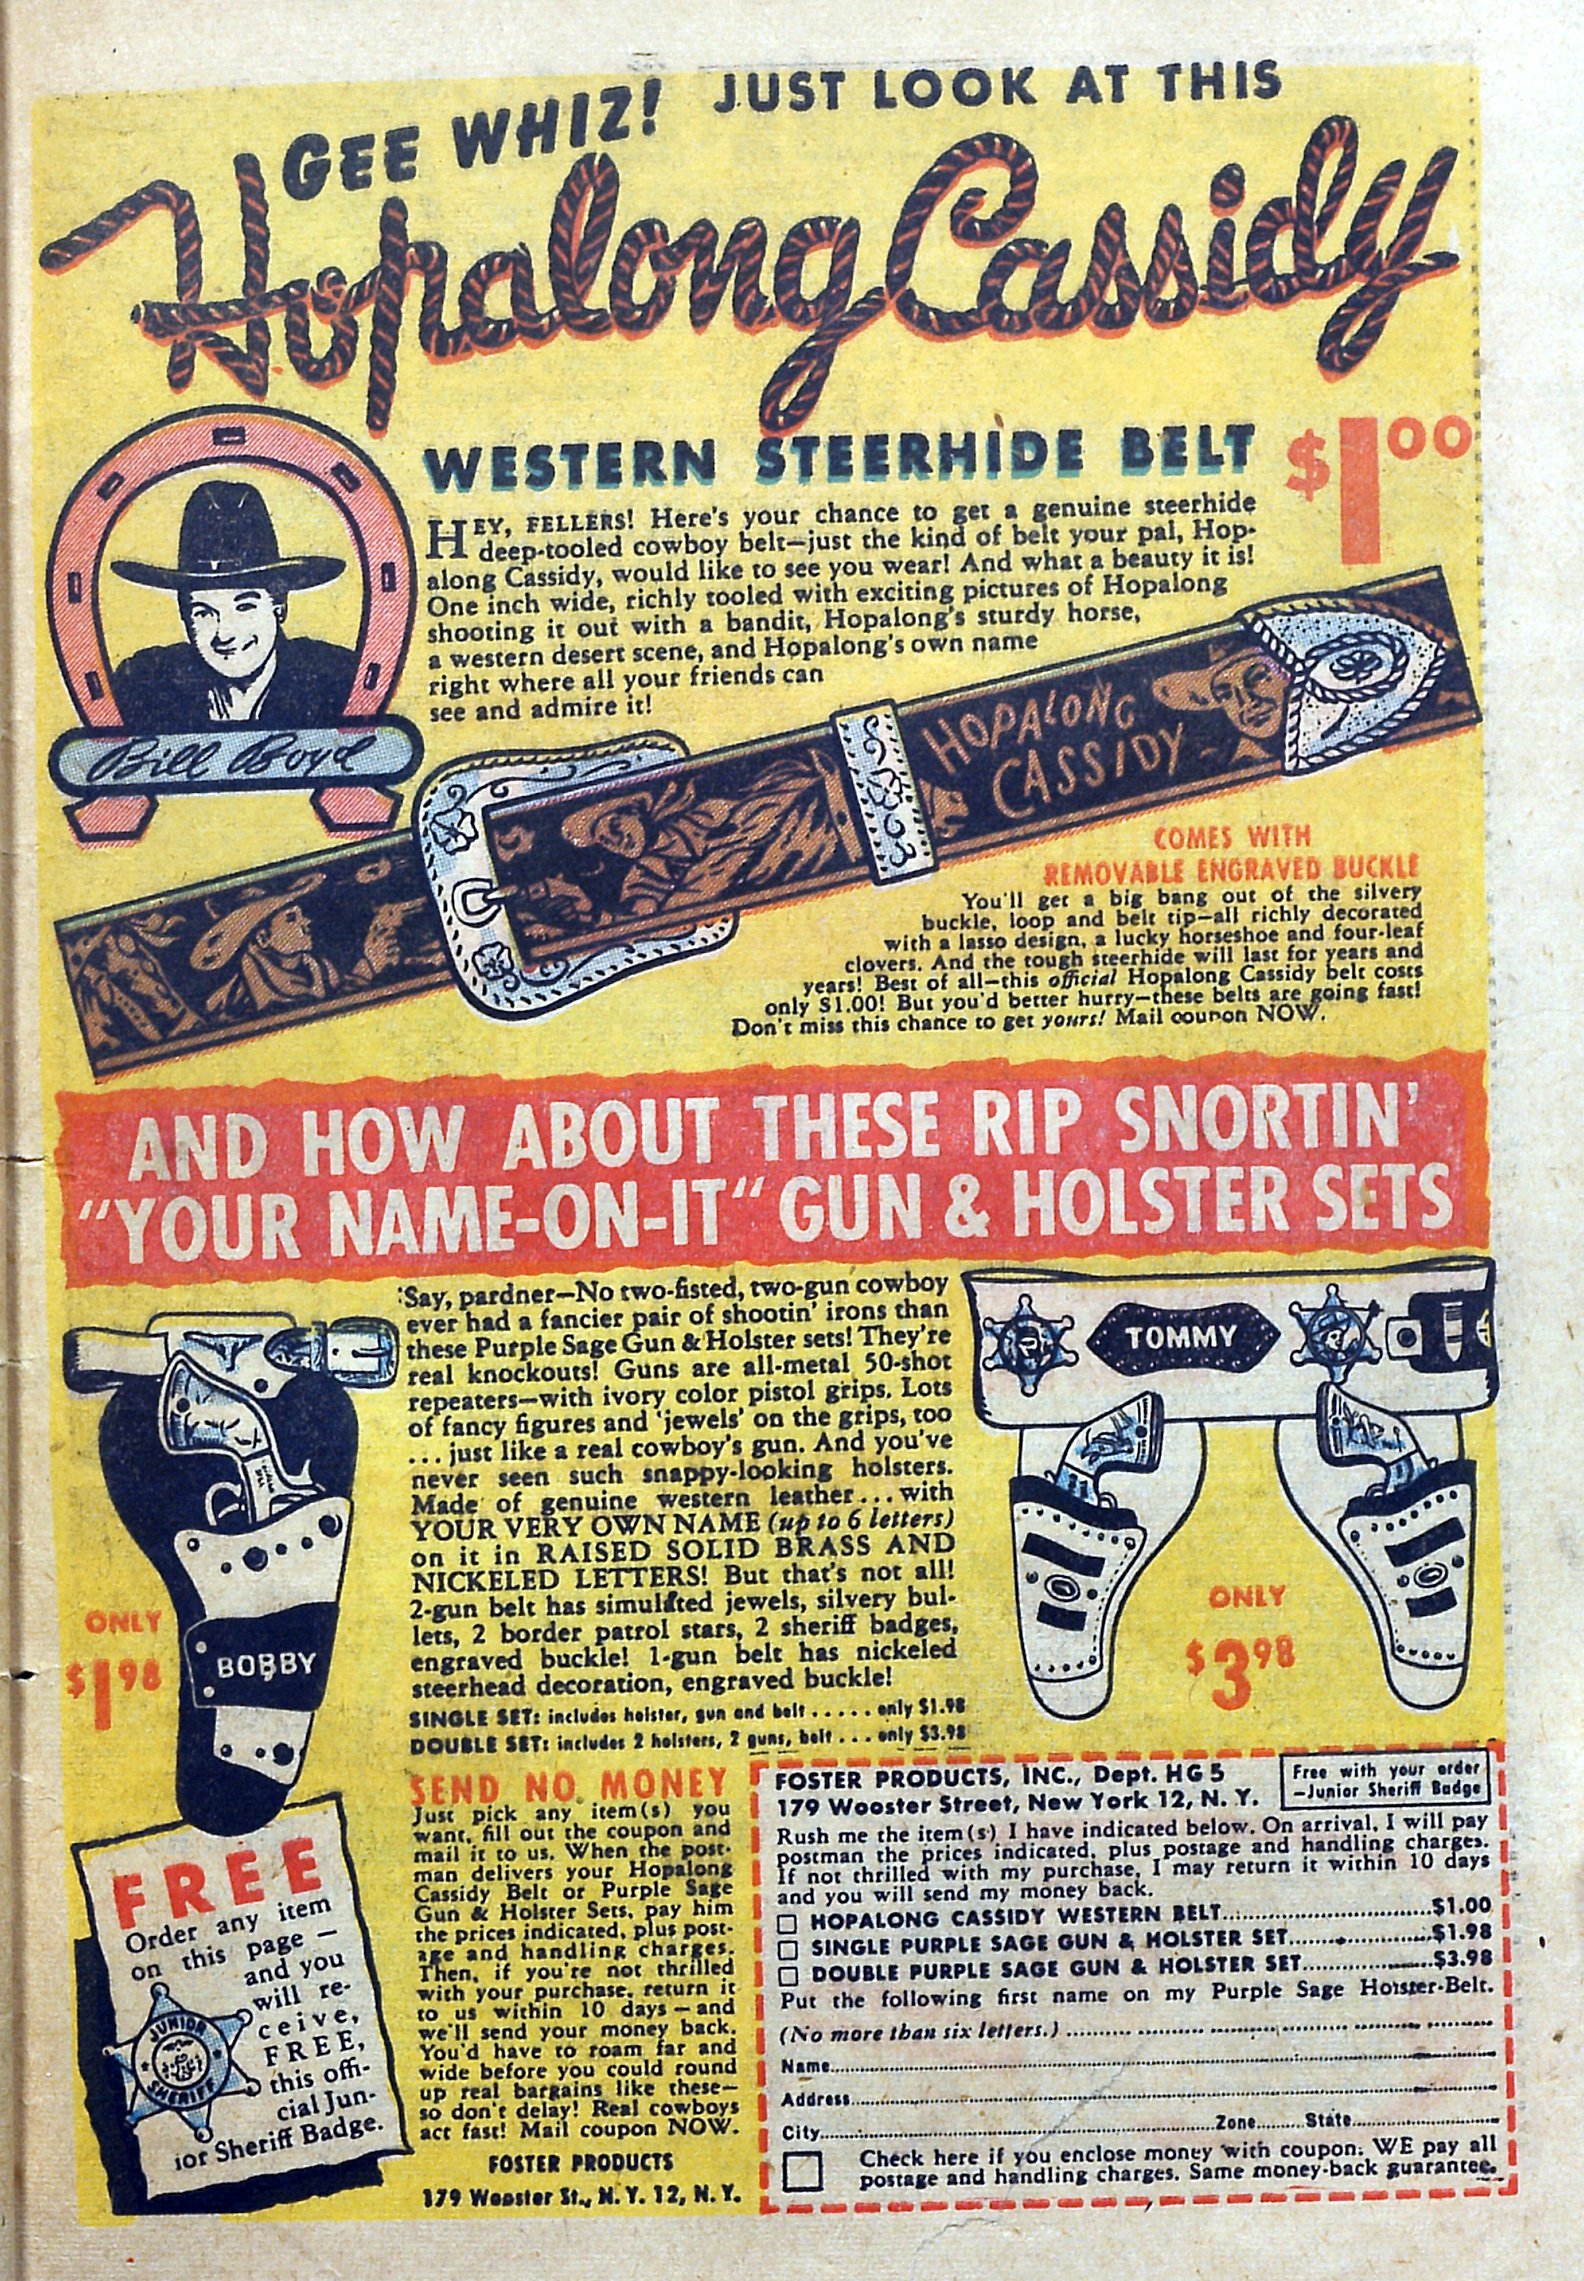 GEE WHIZ! JUST LOOK AT THIS
Hopalong Cassidy
WESTERN STEERHIDE BELT $1.00
HEY, FELLERS! Here's your chance to get a genuine steerhide
deep-tooled cowboy belt—just the kind of belt your pal, Hop-
along Cassidy, would like to see you wear! And what a beauty it is!
One inch wide, richly tooled with exciting pictures of Hopalong
shooting it out with a bandit, Hopalong's sturdy horse,
a western desert scene, and Hopalong's own name
right where all your friends can
see and admire it!
Bill Boyd
HOPALONG
CASSIDY
COMES WITH
REMOVABLE ENGRAVED BUCKLE
You'll get a big bang out of the silvery
buckle, loop and belt tip—all richly decorated
with a lasso design, a lucky horseshoe and four-leaf
clovers. And the tough steerhide will last for years and
years! Best of all—this official Hopalong Cassidy belt costs
only $1.00! But you'd better hurry—these belts are going fast!
Don't miss this chance to get yours! Mail coupon NOW.
AND HOW ABOUT THESE RIP SNORTIN'
"YOUR NAME-ON-IT" GUN & HOLSTER SETS
Say, pardner—No two-fisted, two-gun cowboy
ever had a fancier pair of shootin' irons than
these Purple Sage Gun & Holster sets! They're
real knockouts! Guns are all-metal 50-shot
repeaters—with ivory color pistol grips. Lots
of fancy figures and 'jewels' on the grips, too
...just like a real cowboy's gun. And you've
never seen such snappy-looking holsters.
Made of genuine western leather...with
YOUR VERY OWN NAME (up to 6 letters)
on it in RAISED SOLID BRASS AND
NICKELED LETTERS! But that's not all!
2-gun belt has simulated jewels, silvery bul-
lets, 2 border patrol stars, 2 sheriff badges,
engraved buckle! 1-gun belt has nickeled
steerhead decoration, engraved buckle!
SINGLE SET: includes holster, gun and belt ..... only $1.98
DOUBLE SET: includes 2 holsters, 2 guns, belt ... only $3.98
BOBBY
ONLY
$1.98
TOMMY
ONLY
$3.98
FREE
Order any item
on this page —
and you
will re-
ceive,
FREE,
this offi-
cial Jun-
ior Sheriff Badge.
JUNIOR
SHERIFF
SEND NO MONEY
Just pick any item(s) you
want, fill out the coupon and
mail it to us. When the post-
man delivers your Hopalong
Cassidy Belt or Purple Sage
Gun & Holster Sets, pay him
the prices indicated, plus post-
age and handling charges.
Then, if you're not thrilled
with your purchase, return it
to us within 10 days—and
we'll send your money back.
You'd have to roam far and
wide before you could round
up real bargains like these—
so don't delay! Real cowboys
act fast! Mail coupon NOW.
FOSTER PRODUCTS
179 Wooster St., N. Y. 12, N. Y.
FOSTER PRODUCTS, INC., Dept. HG 5
179 Wooster Street, New York 12, N. Y.
Free with your order
—Junior Sheriff Badge
Rush me the item(s) I have indicated below. On arrival, I will pay
postman the prices indicated, plus postage and handling charges.
If not thrilled with my purchase, I may return it within 10 days
and you will send my money back.
☐ HOPALONG CASSIDY WESTERN BELT..............$1.00
☐ SINGLE PURPLE SAGE GUN & HOLSTER SET..............$1.98
☐ DOUBLE PURPLE SAGE GUN & HOLSTER SET..............$3.98
Put the following first name on my Purple Sage Holster-Belt.
(No more than six letters.) ..............
Name..............
Address..............
City..............Zone.........State..............
☐ Check here if you enclose money with coupon. WE pay all
postage and handling charges. Same money-back guarantee.